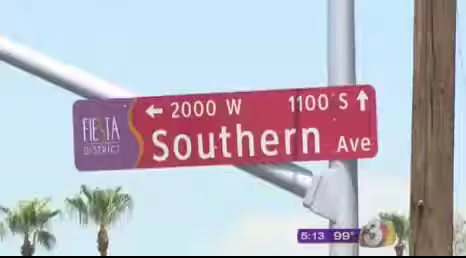 ← 2000 W 1100 S ↑
FIESTA
DISTRICT
Southern Ave
5:13 99°
3